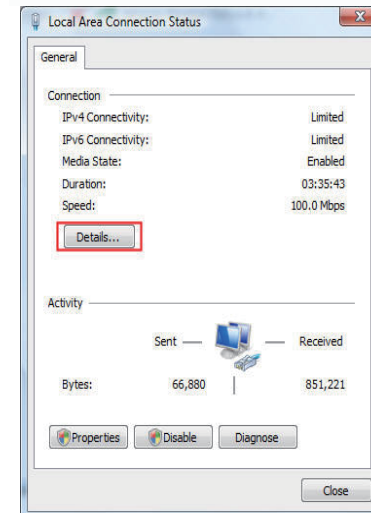 Local Area Connection Status
General
Connection
IPv4 Connectivity: Limited
IPv6 Connectivity: Limited
Media State: Enabled
Duration: 03:35:43
Speed: 100.0 Mbps
Details...
Activity
Sent Received
Bytes: 66,880 851,221
Properties Disable Diagnose
Close